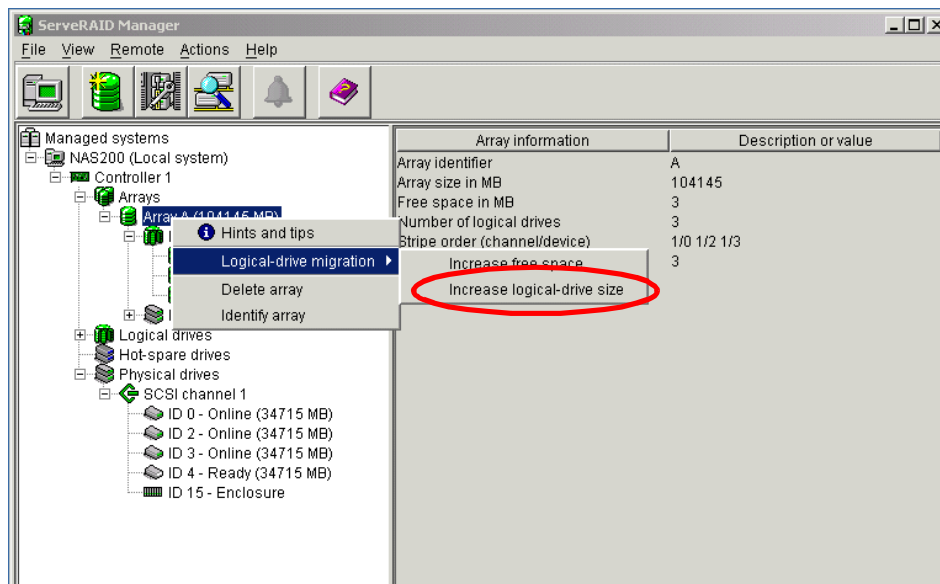 ServeRAID Manager
File View Remote Actions Help
Managed systems
NAS200 (Local system)
Controller 1
Arrays
Array A (104145 MB)
Hints and tips
Logical-drive migration
Delete array
Identify array
Increase free space
Increase logical-drive size
Logical drives
Hot-spare drives
Physical drives
SCSI channel 1
ID 0 - Online (34715 MB)
ID 2 - Online (34715 MB)
ID 3 - Online (34715 MB)
ID 4 - Ready (34715 MB)
ID 15 - Enclosure
Array information Description or value
Array identifier A
Array size in MB 104145
Free space in MB 3
Number of logical drives 3
Stripe order (channel/device) 1/0 1/2 1/3
3